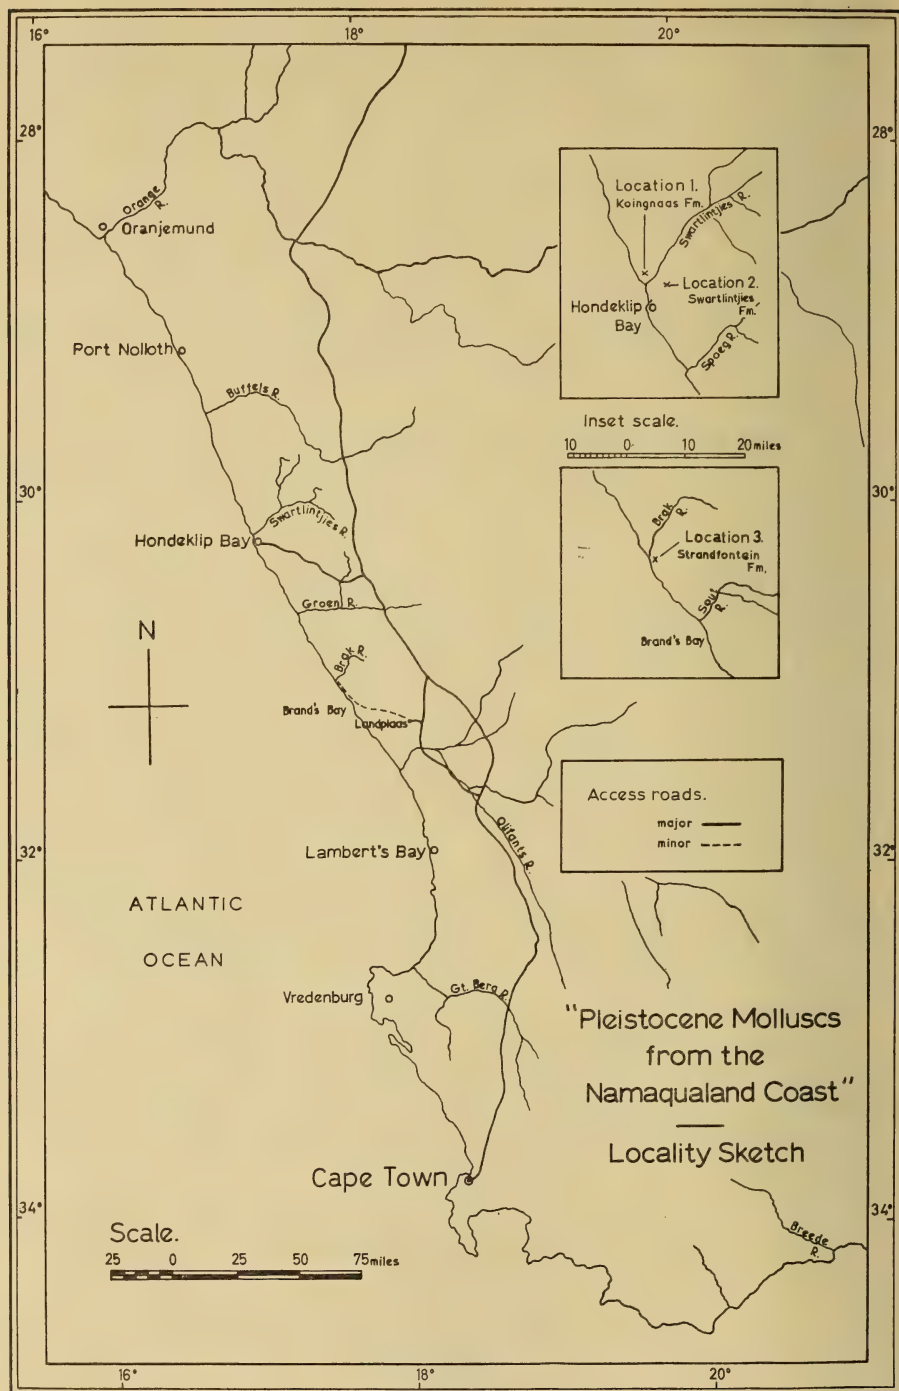 16°
18°
20°
28°
28°
Orange
R.
Oranjemund
Location 1.
Koingnaas Fm.
Swartlintjies
R.
Location 2.
Swartlintjies
Fm.
Hondeklip
Bay
Spoeg R.
Port Nolloth
Buffels R.
Inset scale.
10 0 10 20 miles
30°
30°
Swartlintjies R.
Hondeklip Bay
Brak
R.
Location 3.
Strandfontein
Fm.
Sout
R.
Brand's Bay
Groen R.
N
Brak
R.
Brand's Bay
Landplaas
Access roads.
major
minor
Olifants R.
32°
32°
Lambert's Bay
ATLANTIC
OCEAN
Vredenburg
Gt. Berg R.
"Pleistocene Molluscs
from the
Namaqualand Coast"
Locality Sketch
Cape Town
34°
34°
Breede
R.
Scale.
25 0 25 50 75 miles
16°
18°
20°